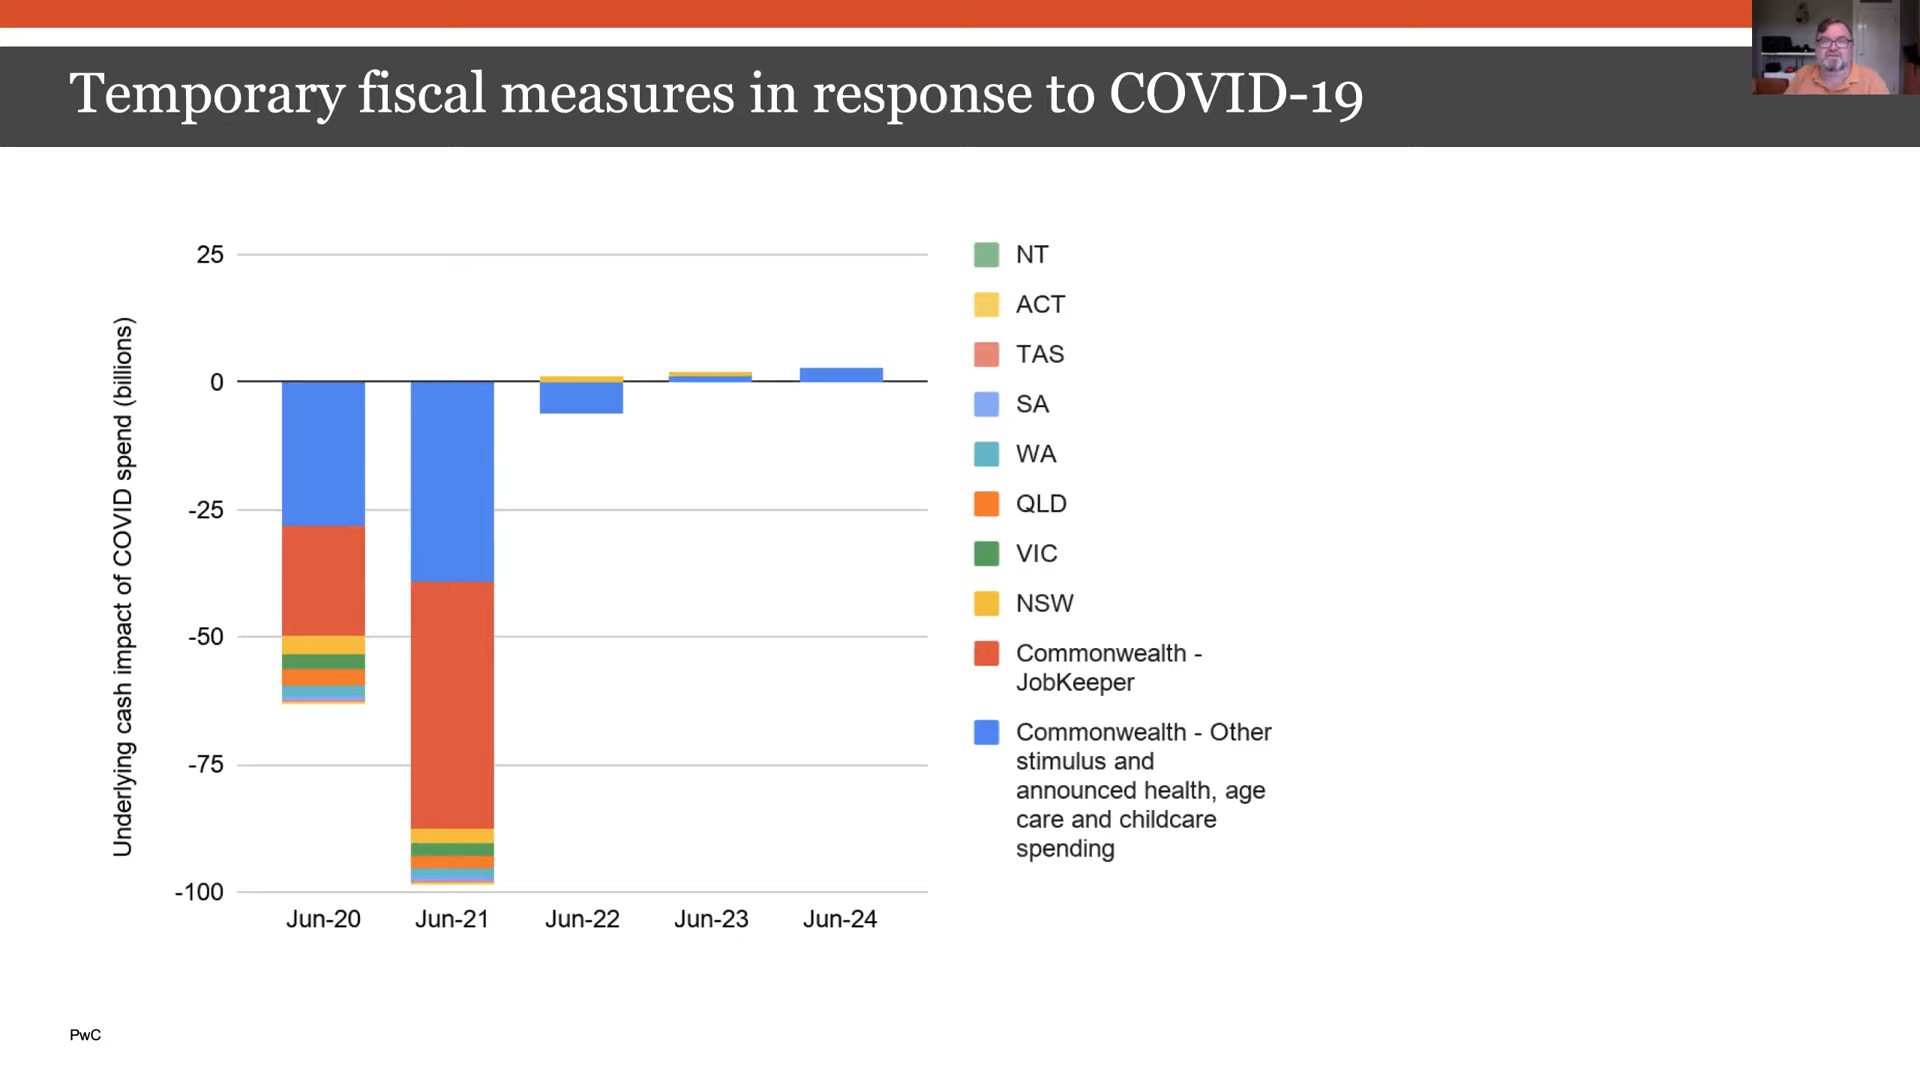 Temporary fiscal measures in response to COVID-19
Underlying cash impact of COVID spend (billions)
25
0
-25
-50
-75
-100
Jun-20
Jun-21
Jun-22
Jun-23
Jun-24
NT
ACT
TAS
SA
WA
QLD
VIC
NSW
Commonwealth -
JobKeeper
Commonwealth - Other
stimulus and
announced health, age
care and childcare
spending
PwC